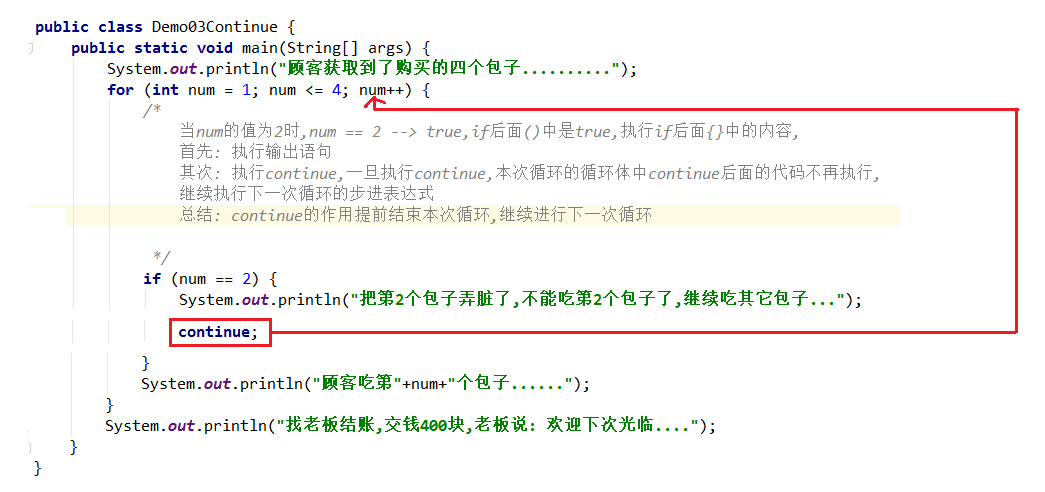 public class Demo03Continue {
public static void main(String[] args) {
System.out.println("顾客获取到了购买的四个包子..........");
for (int num = 1; num <= 4; num++) {
/*
当num的值为2时,num == 2 --> true,if后面()中是true,执行if后面{}中的内容,
首先: 执行输出语句
其次: 执行continue,一旦执行continue,本次循环的循环体中continue后面的代码不再执行,
继续执行下一次循环的步进表达式
总结: continue的作用提前结束本次循环,继续进行下一次循环
*/
if (num == 2) {
System.out.println("把第2个包子弄脏了,不能吃第2个包子了,继续吃其它包子...");
continue;
}
System.out.println("顾客吃第"+num+"个包子......");
}
System.out.println("找老板结账,交钱400块,老板说: 欢迎下次光临....");
}
}